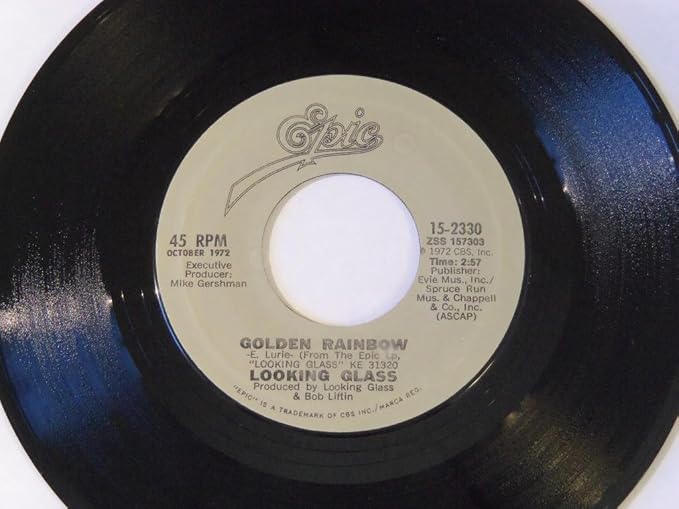 Epic
45 RPM
OCTOBER 1972
Executive
Producer:
Mike Gershman
15-2330
ZSS 157303
℗ 1972 CBS, Inc.
Time: 2:57
Publisher:
Evie Mus., Inc./
Spruce Run
Mus. & Chappell
& Co., Inc.
(ASCAP)
GOLDEN RAINBOW
-E. Lurie- (From The Epic Lp,
"LOOKING GLASS" KE 31320
LOOKING GLASS
Produced by Looking Glass
& Bob Liftin
"EPIC" IS A TRADEMARK OF CBS INC./MARCA REG.